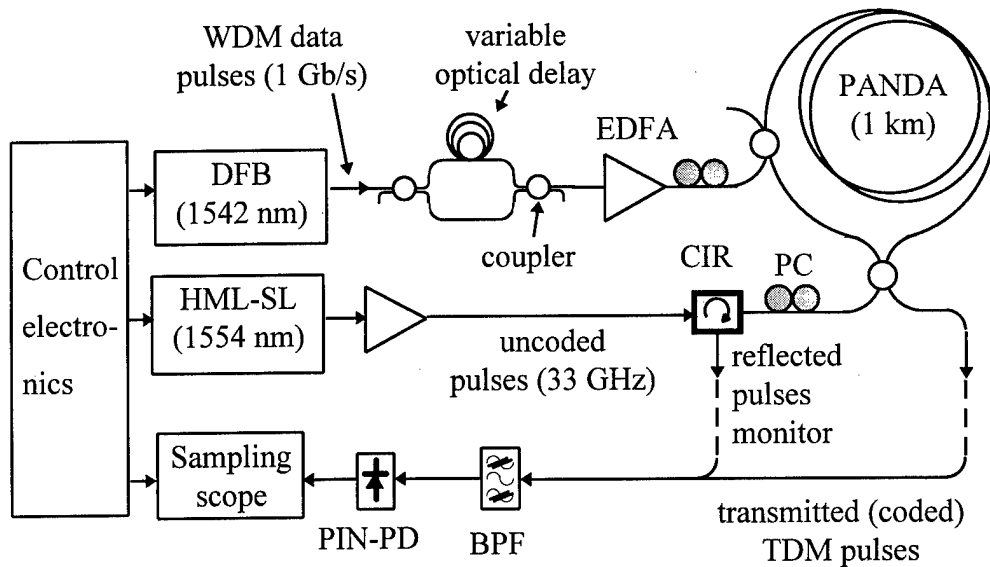 WDM data
pulses (1 Gb/s)
variable
optical delay
EDFA
PANDA
(1 km)
DFB
(1542 nm)
coupler
Control
electro-
nics
HML-SL
(1554 nm)
CIR
PC
uncoded
pulses (33 GHz)
reflected
pulses
monitor
Sampling
scope
PIN-PD
BPF
transmitted (coded)
TDM pulses